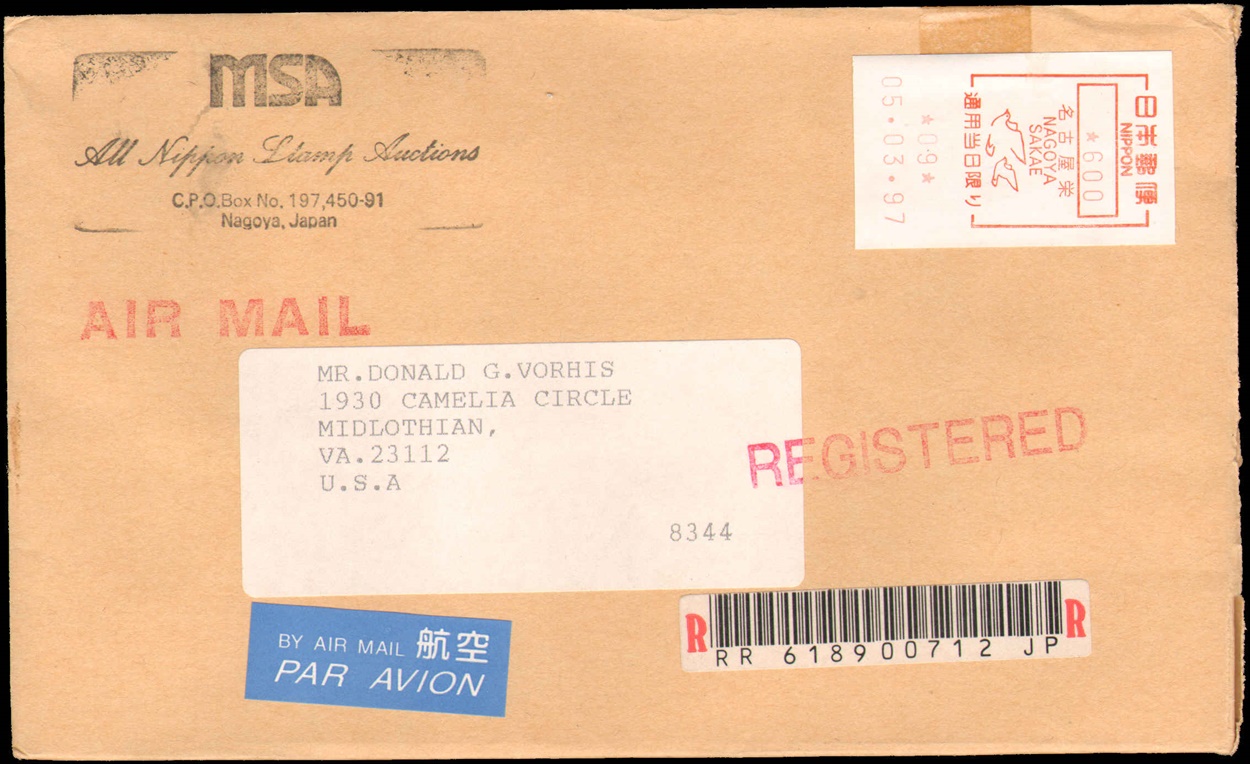 MSA
All Nippon Stamp Auctions
C.P.O.Box No. 197,450-91
Nagoya, Japan
日本郵便
NIPPON
*600
名古屋栄
NAGOYA
SAKAE
通用当日限り
*09*
05·03·97
AIR MAIL
MR.DONALD G.VORHIS
1930 CAMELIA CIRCLE
MIDLOTHIAN,
VA.23112
U.S.A
8344
REGISTERED
BY AIR MAIL 航空
PAR AVION
R R
RR 618900712 JP